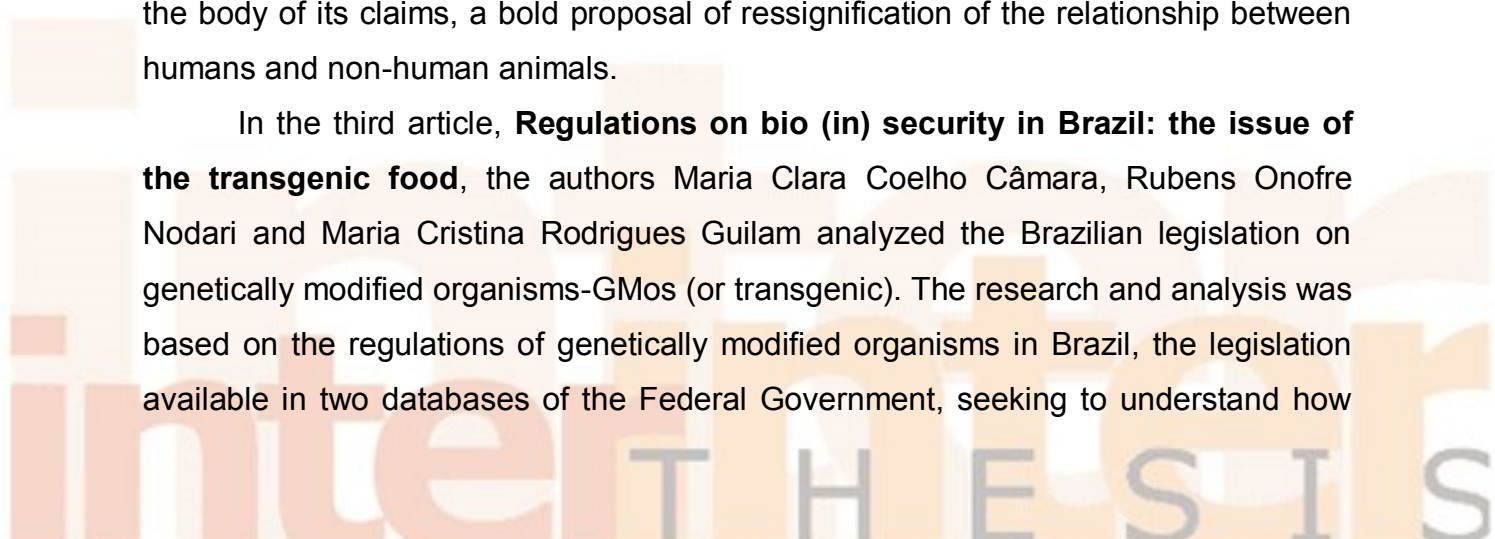 the body of its claims, a bold proposal of ressignification of the relationship between
humans and non-human animals.
In the third article, Regulations on bio (in) security in Brazil: the issue of
the transgenic food, the authors Maria Clara Coelho Câmara, Rubens Onofre
Nodari and Maria Cristina Rodrigues Guilam analyzed the Brazilian legislation on
genetically modified organisms-GMos (or transgenic). The research and analysis was
based on the regulations of genetically modified organisms in Brazil, the legislation
available in two databases of the Federal Government, seeking to understand how
inter
inter
THESIS